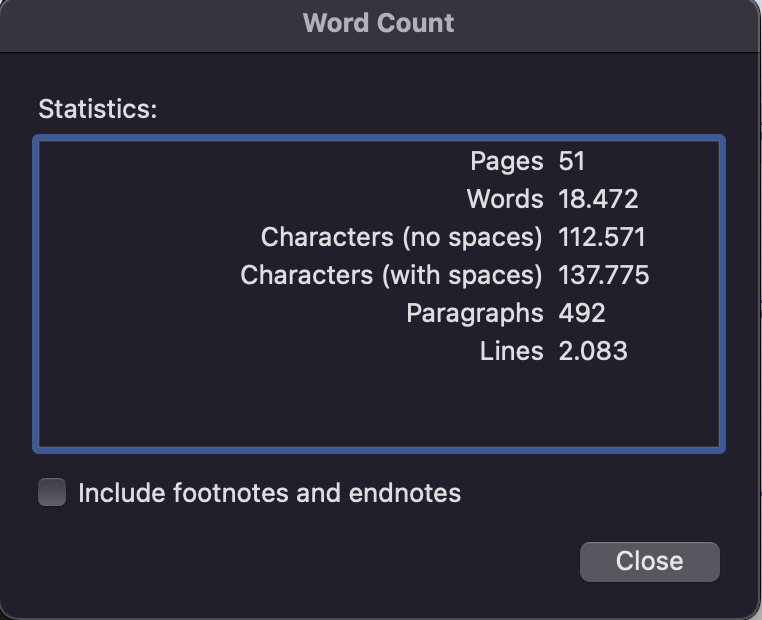 Word Count
Statistics:
Pages 51
Words 18.472
Characters (no spaces) 112.571
Characters (with spaces) 137.775
Paragraphs 492
Lines 2.083
Include footnotes and endnotes
Close